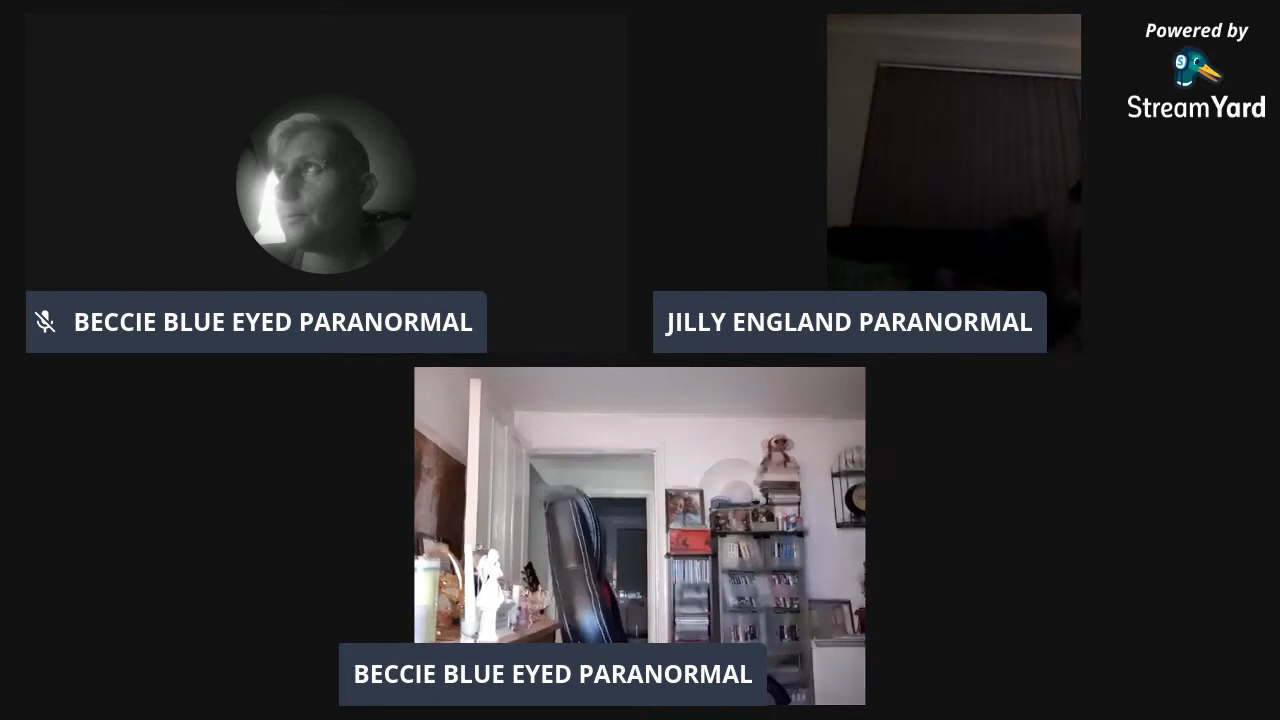 Powered by
StreamYard
BECCIE BLUE EYED PARANORMAL
JILLY ENGLAND PARANORMAL
BECCIE BLUE EYED PARANORMAL